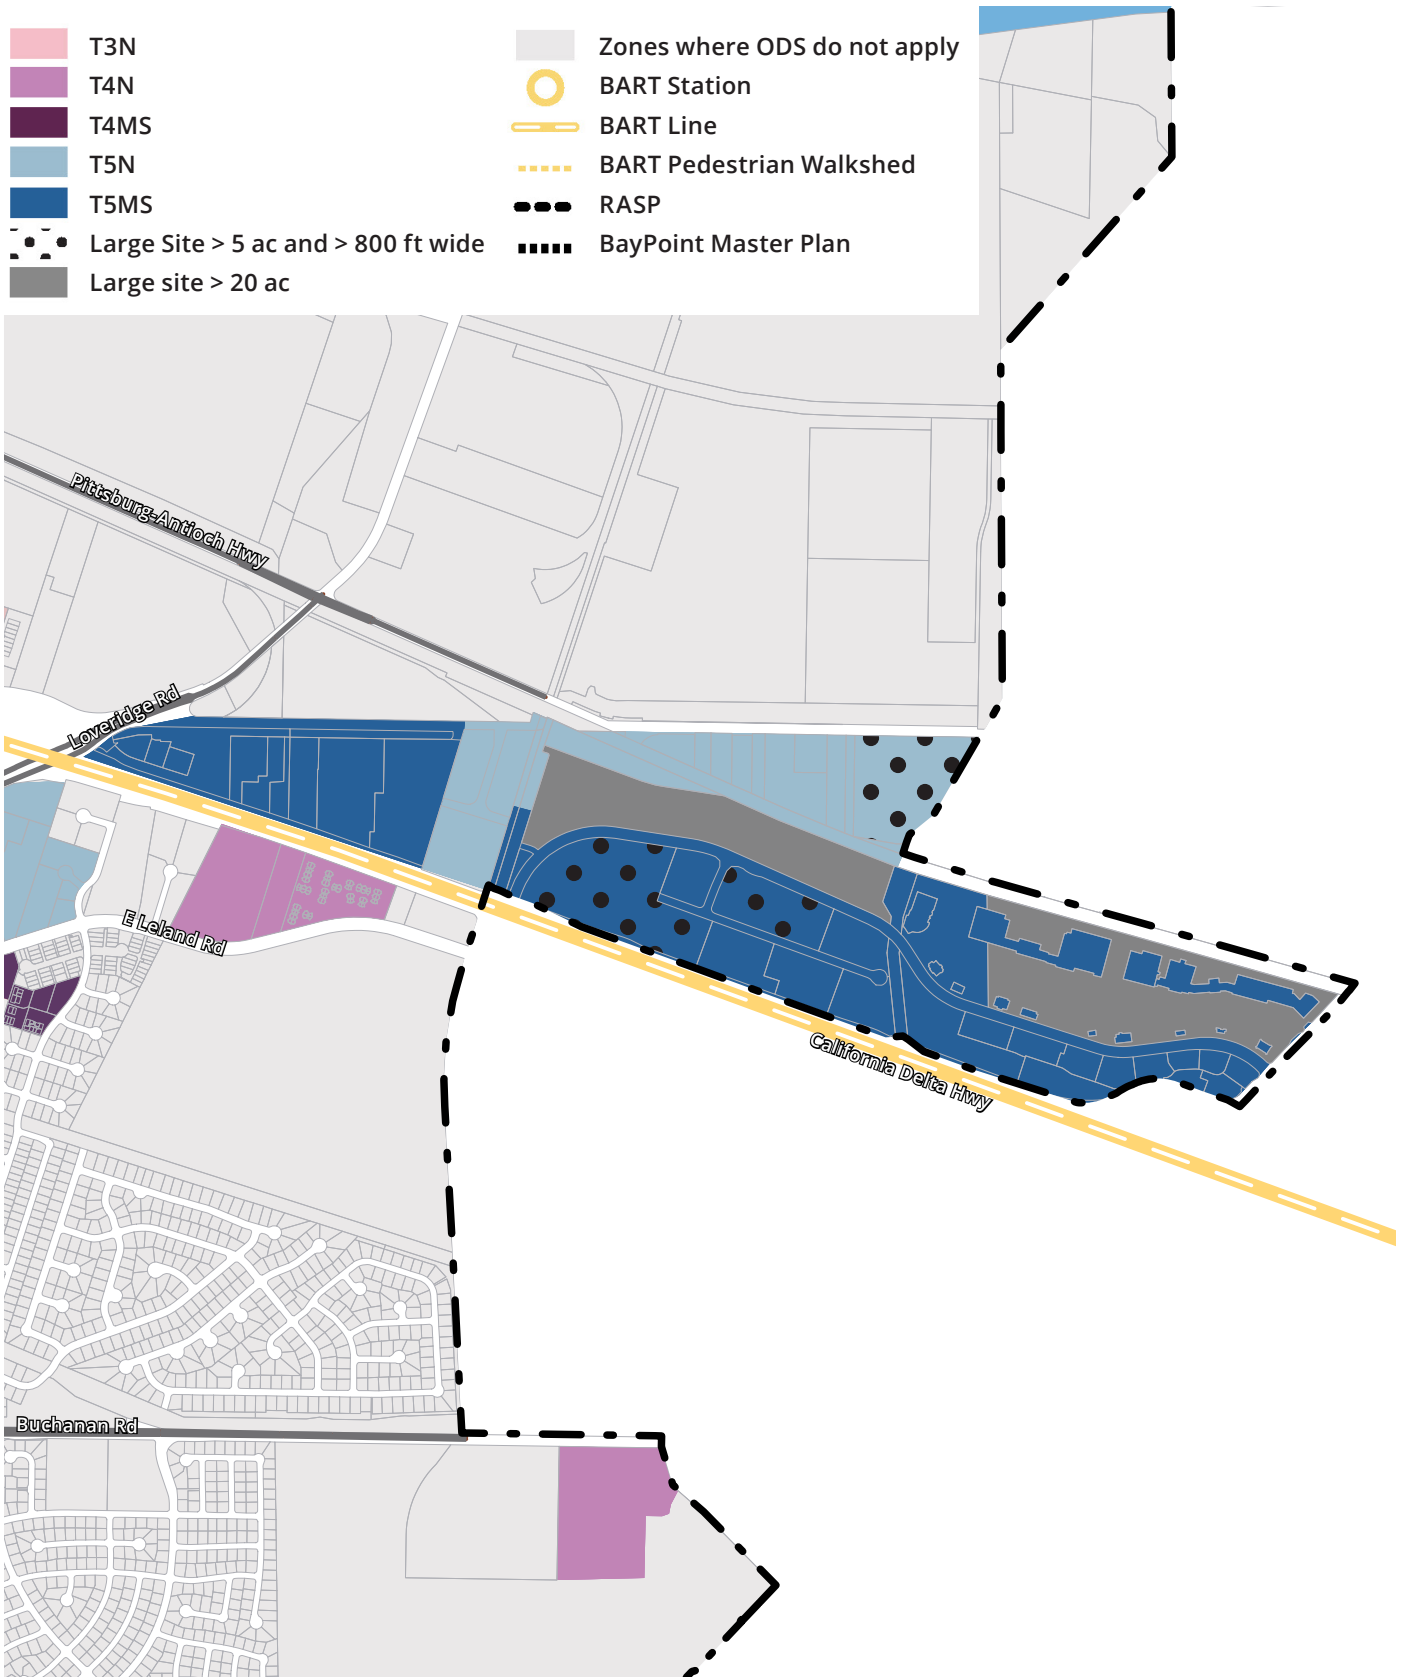 T3N
T4N
T4MS
T5N
T5MS
Large Site > 5 ac and > 800 ft wide
Large site > 20 ac
Zones where ODS do not apply
BART Station
BART Line
BART Pedestrian Walkshed
RASP
BayPoint Master Plan
Pittsburg-Antioch Hwy
Loveridge Rd
E Leland Rd
California Delta Hwy
Buchanan Rd